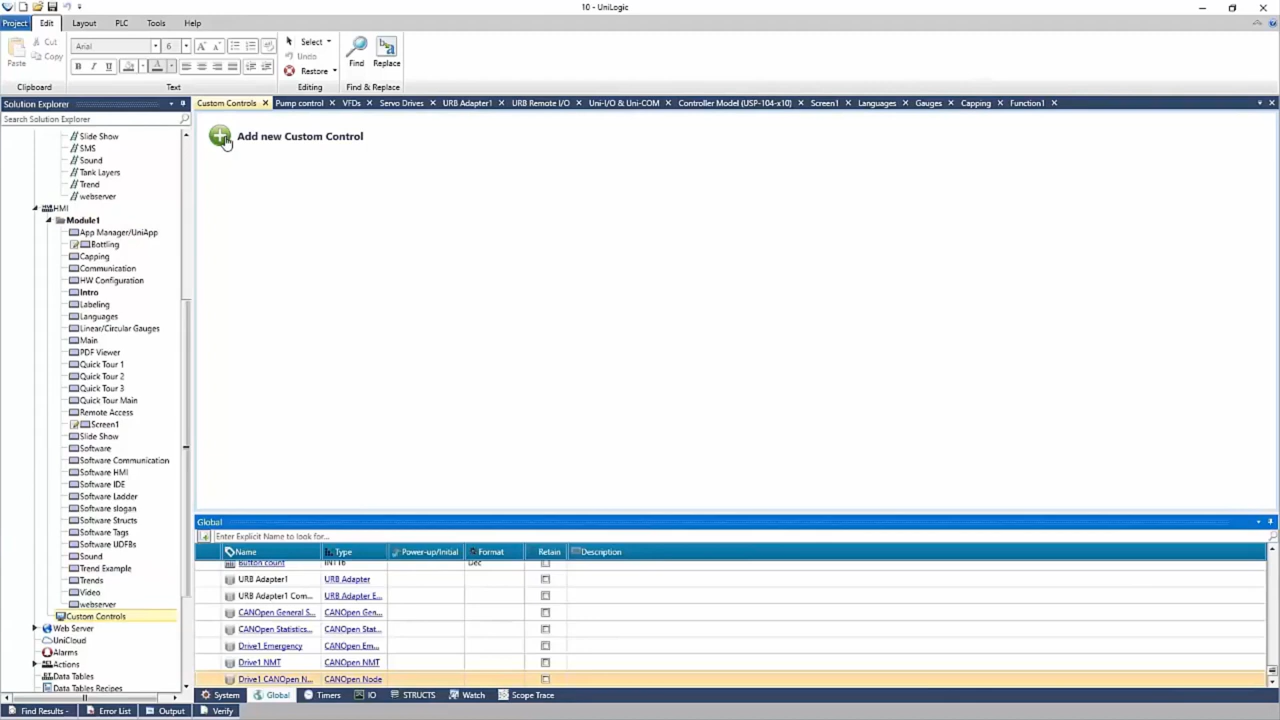 10 - UniLogic
Project Edit Layout PLC Tools Help
Paste
Cut
Copy
Clipboard
Arial 6
Text
Select
Undo
Restore
Editing
Find
Replace
Find & Replace
Solution Explorer
Search Solution Explorer
Slide Show
SMS
Sound
Tank Layers
Trend
webserver
HMI
Module1
App Manager/UniApp
Bottling
Capping
Communication
HW Configuration
Intro
Labeling
Languages
Linear/Circular Gauges
Main
PDF Viewer
Quick Tour 1
Quick Tour 2
Quick Tour 3
Quick Tour Main
Remote Access
Screen1
Slide Show
Software
Software Communication
Software HMI
Software IDE
Software Ladder
Software slogan
Software Structs
Software Tags
Software UDFBs
Sound
Trend Example
Trends
Video
webserver
Custom Controls
Web Server
UniCloud
Alarms
Actions
Data Tables
Data Tables Recipes
Custom Controls Pump control VFDs Servo Drives URB Adapter1 URB Remote I/O Uni-I/O & Uni-COM Controller Model (USP-104-x10) Screen1 Languages Gauges Capping Function1
Add new Custom Control
Global
Enter Explicit Name to look for...
Name Type Power-up/Initial Format Retain Description
Button count INT16 Dec
URB Adapter1 URB Adapter
URB Adapter1 Com... URB Adapter E...
CANOpen General S... CANOpen Gen...
CANOpen Statistics... CANOpen Stat...
Drive1 Emergency CANOpen Em...
Drive1 NMT CANOpen NMT
Drive1 CANOpen N... CANOpen Node
System Global Timers IO STRUCTS Watch Scope Trace
Find Results - Error List Output Verify